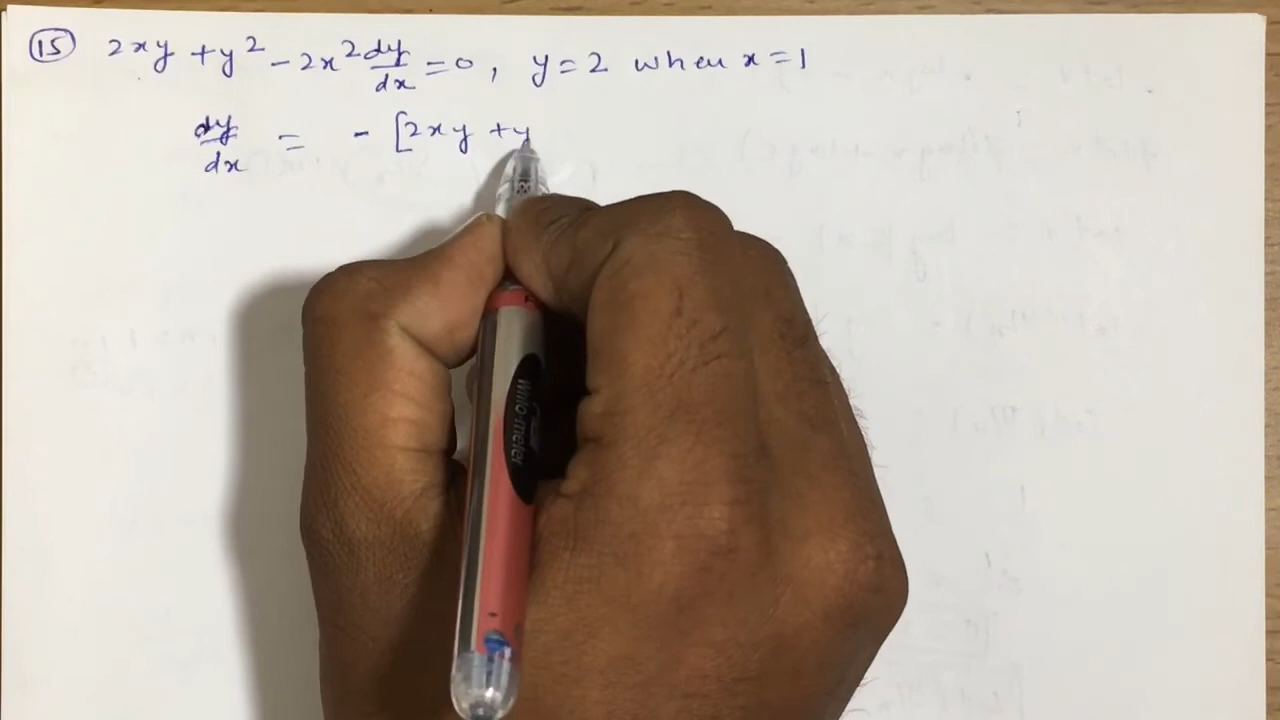 (15) 2xy + y² - 2x² dy/dx = 0, y = 2 when x = 1
dy/dx = - [2xy + y